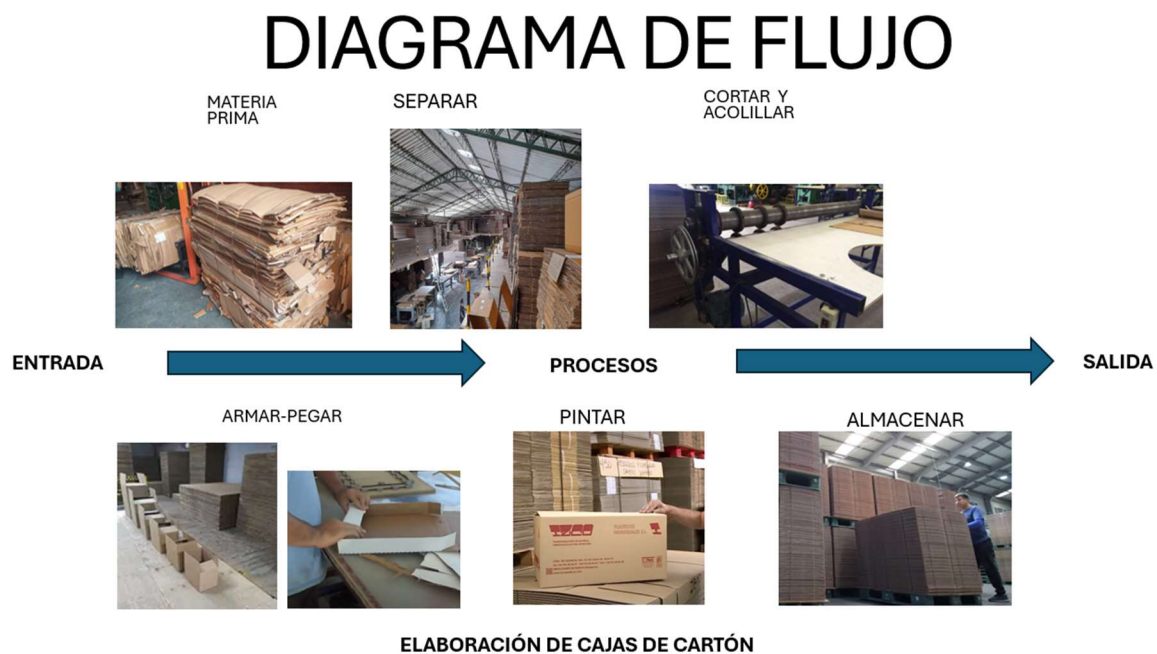 DIAGRAMA DE FLUJO
MATERIA
PRIMA
SEPARAR
CORTAR Y
ACOLILLAR
ENTRADA
PROCESOS
SALIDA
ARMAR-PEGAR
PINTAR
ALMACENAR
ELABORACIÓN DE CAJAS DE CARTÓN